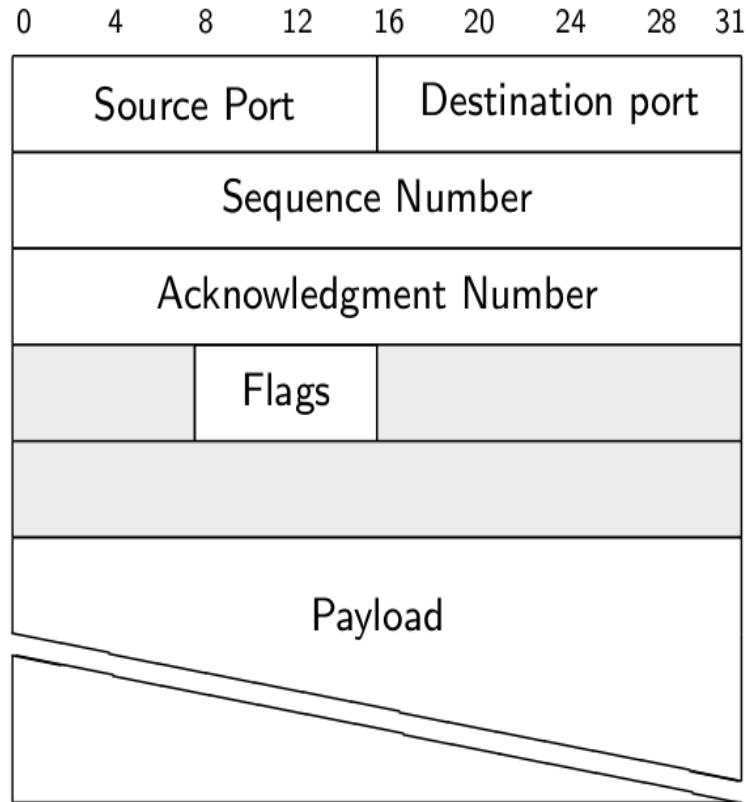 0 4 8 12 16 20 24 28 31
Source Port Destination port
Sequence Number
Acknowledgment Number
Flags
Payload